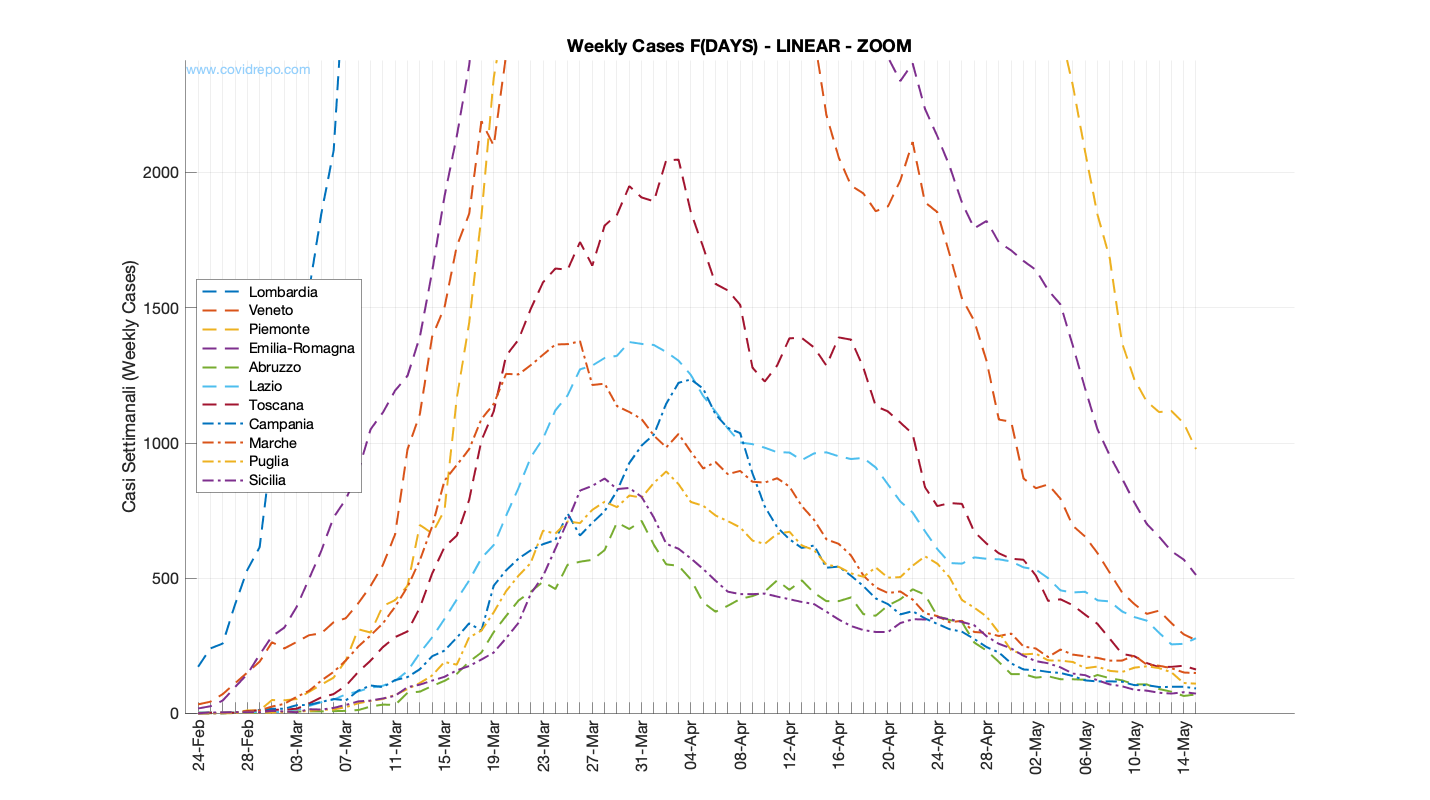 Weekly Cases F(DAYS) - LINEAR - ZOOM
www.covidrepo.com
Casi Settimanali (Weekly Cases)
2000
1500
1000
500
0
Lombardia
Veneto
Piemonte
Emilia-Romagna
Abruzzo
Lazio
Toscana
Campania
Marche
Puglia
Sicilia
24-Feb
28-Feb
03-Mar
07-Mar
11-Mar
15-Mar
19-Mar
23-Mar
27-Mar
31-Mar
04-Apr
08-Apr
12-Apr
16-Apr
20-Apr
24-Apr
28-Apr
02-May
06-May
10-May
14-May